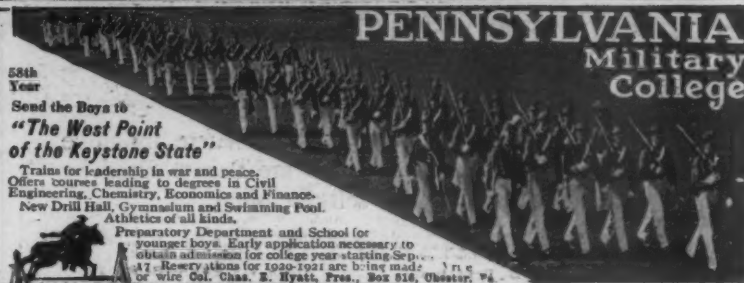 PENNSYLVANIA
Military
College
58th
Year
Send the Boys to
"The West Point
of the Keystone State"
Trains for leadership in war and peace.
Offers courses leading to degrees in Civil
Engineering, Chemistry, Economics and Finance.
New Drill Hall, Gymnasium and Swimming Pool.
Athletics of all kinds.
Preparatory Department and School for
younger boys. Early application necessary to
obtain admission for college year starting Sep
17. Reservations for 1920-1921 are being made
or wire Col. Chas. E. Hyatt, Pres., Box 516, Chester,